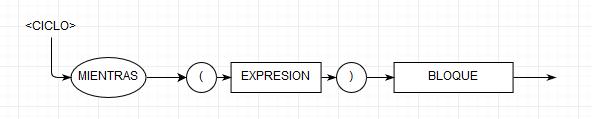 <CICLO>
MIENTRAS ( EXPRESION ) BLOQUE